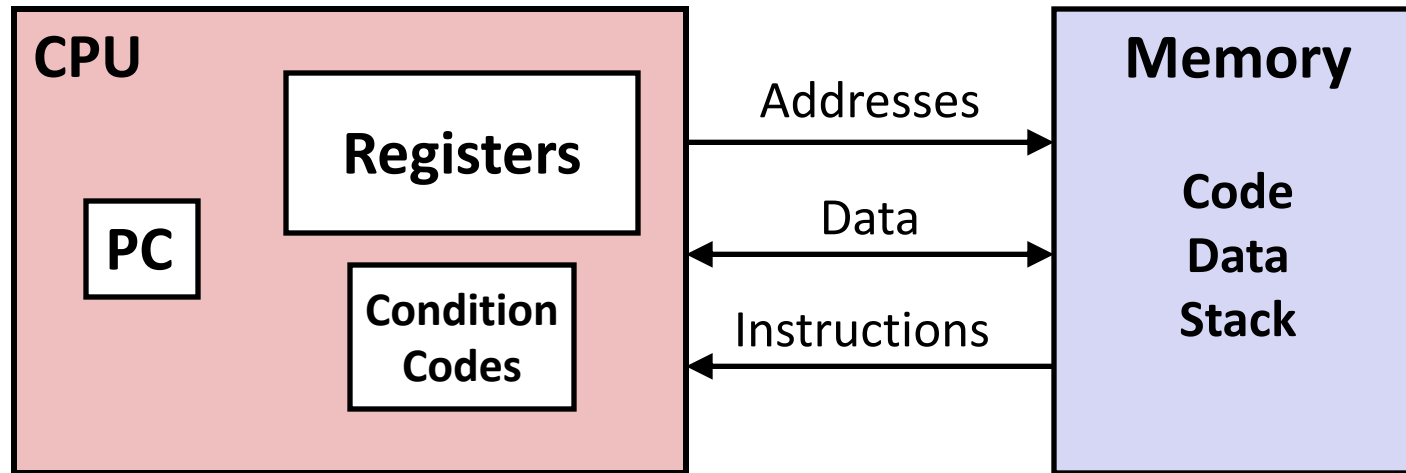 CPU
Registers
PC
Condition
Codes
Addresses
Data
Instructions
Memory
Code
Data
Stack